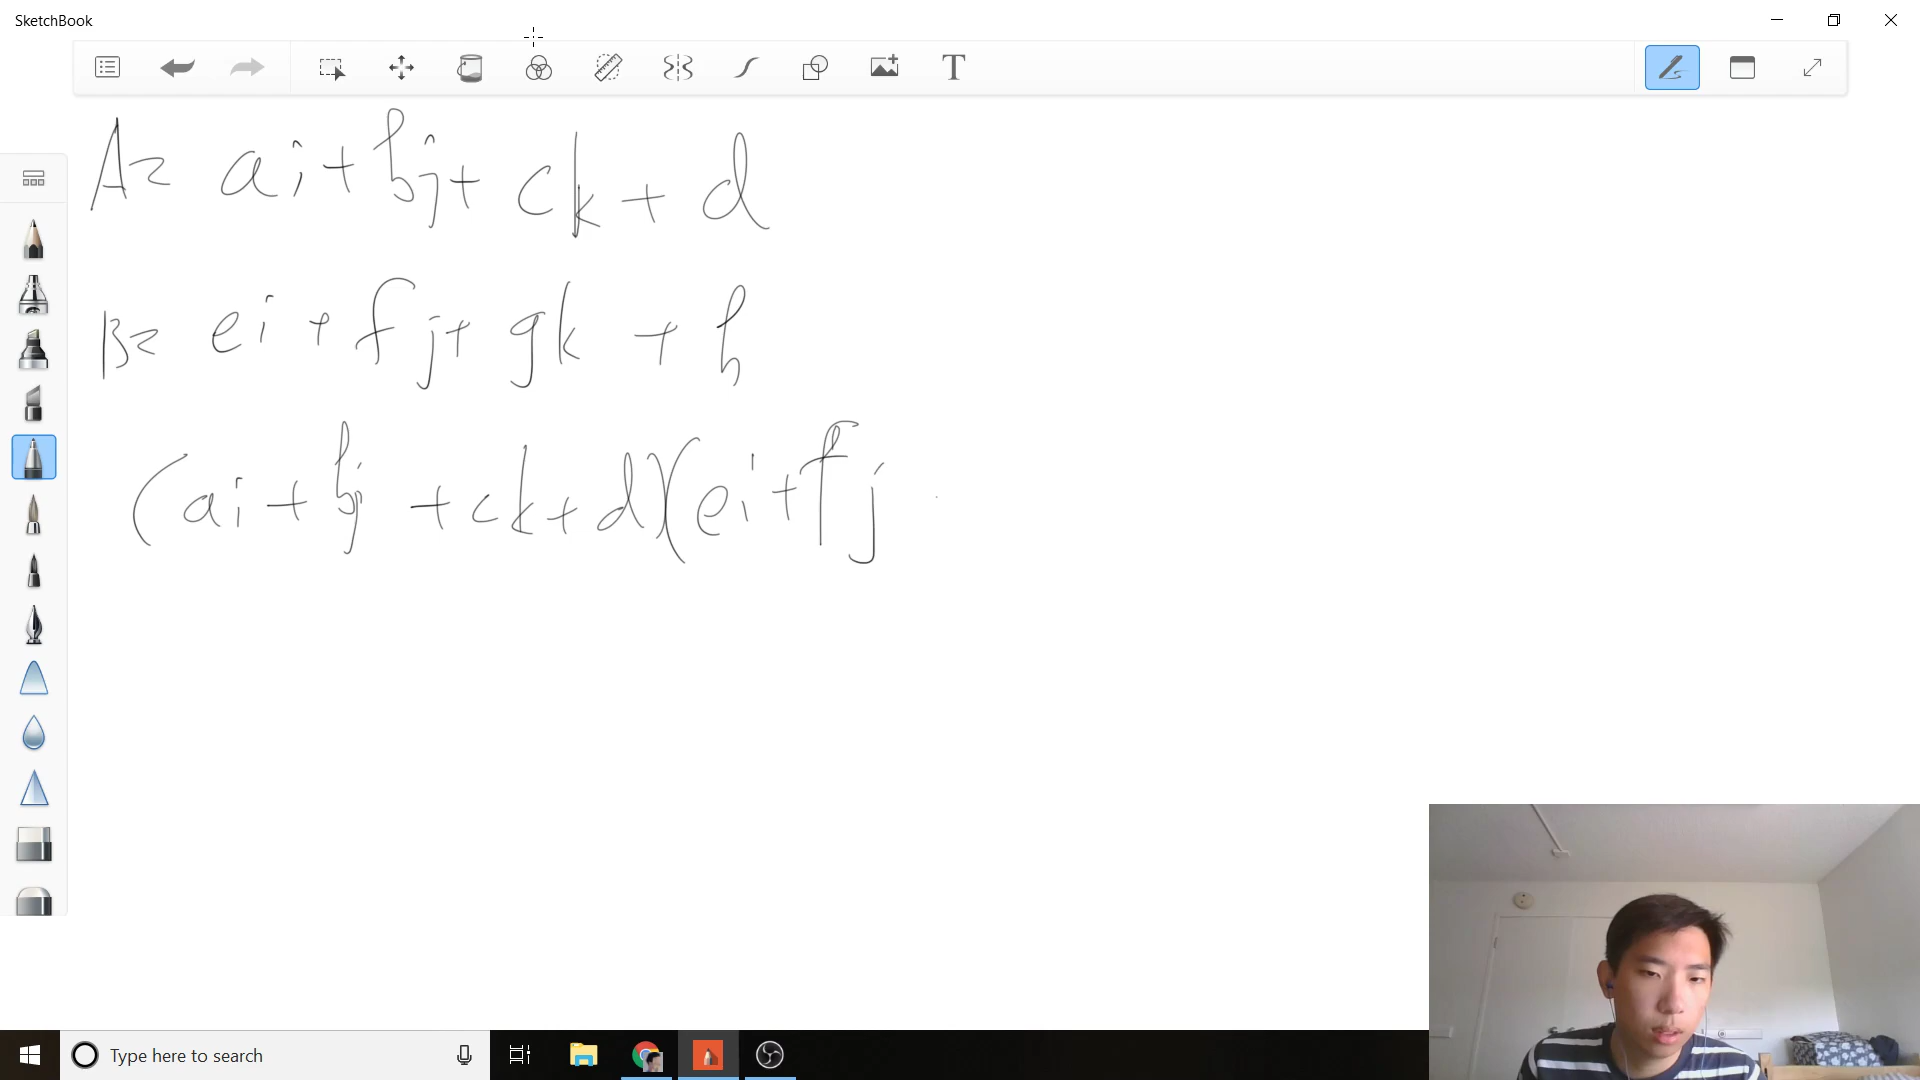 SketchBook
T
A= ai + bj + ck + d
B= ei + fj + gk + h
(ai + bj + ck + d)(ei + fj
Type here to search